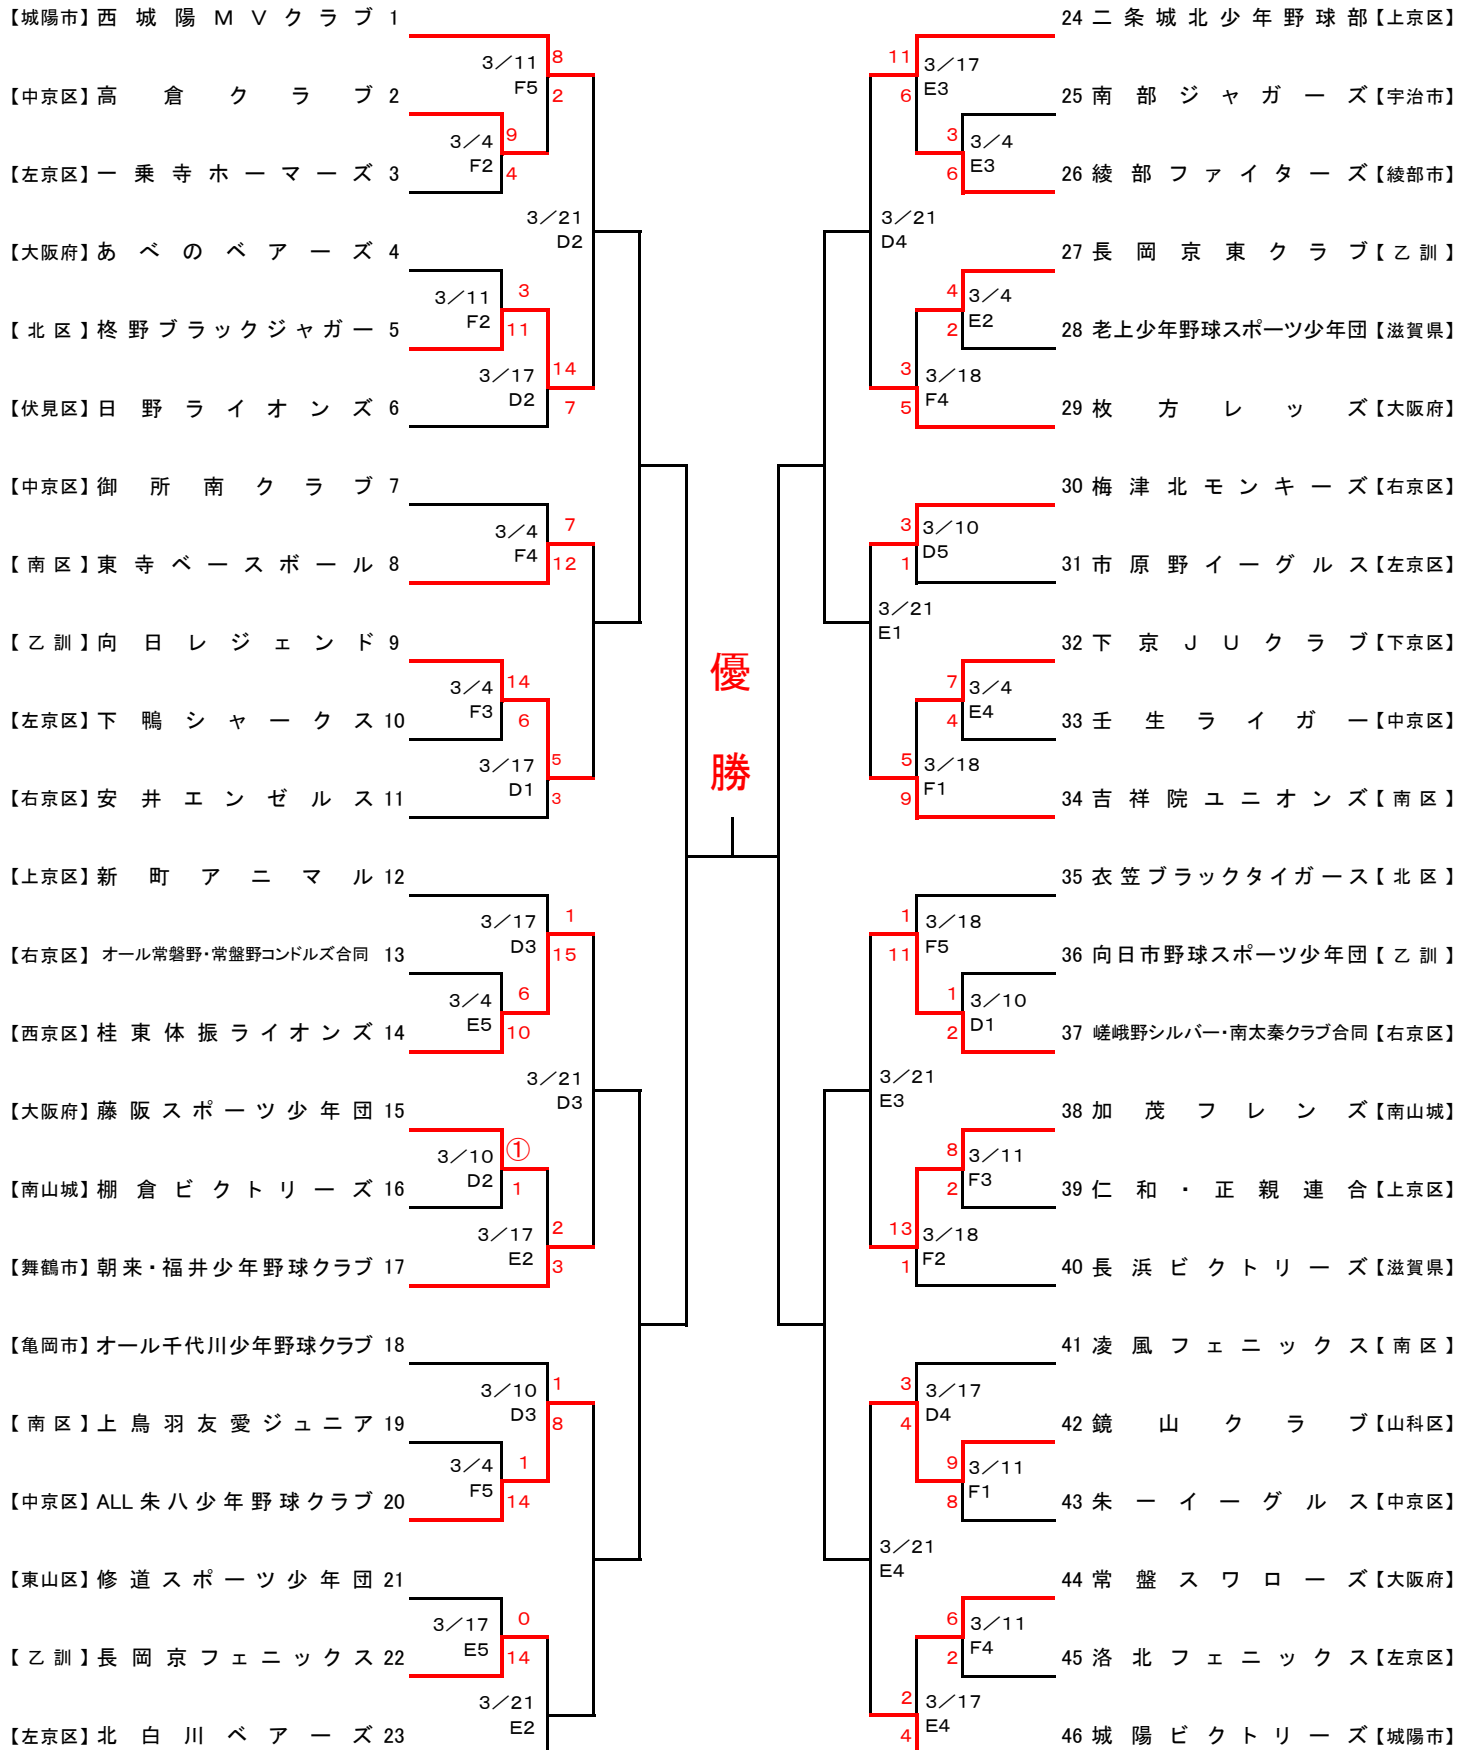 【城陽市】西城陽MVクラブ 1
8
3/11
F5
2
【中京区】高倉クラブ 2
9
3/4
F2
4
【左京区】一乗寺ホーマーズ 3
3/21
D2
【大阪府】あべのベアーズ 4
3
3/11
F2
11
【北区】柊野ブラックジャガー 5
14
3/17
D2
7
【伏見区】日野ライオンズ 6
【中京区】御所南クラブ 7
7
3/4
F4
12
【南区】東寺ベースボール 8
【乙訓】向日レジェンド 9
14
3/4
F3
6
【左京区】下鴨シャークス 10
5
3/17
D1
3
【右京区】安井エンゼルス 11
【上京区】新町アニマル 12
1
3/17
D3
15
【右京区】オール常磐野・常盤野コンドルズ合同 13
6
3/4
E5
10
【西京区】桂東体振ライオンズ 14
3/21
D3
【大阪府】藤阪スポーツ少年団 15
①
3/10
D2
1
【南山城】棚倉ビクトリーズ 16
2
3/17
E2
3
【舞鶴市】朝来・福井少年野球クラブ 17
【亀岡市】オール千代川少年野球クラブ 18
1
3/10
D3
8
【南区】上鳥羽友愛ジュニア 19
1
3/4
F5
14
【中京区】ALL朱八少年野球クラブ 20
【東山区】修道スポーツ少年団 21
0
3/17
E5
14
【乙訓】長岡京フェニックス 22
3/21
E2
【左京区】北白川ベアーズ 23
優
勝
24 二条城北少年野球部【上京区】
11
3/17
E3
6
25 南部ジャガーズ【宇治市】
3
3/4
E3
6
26 綾部ファイターズ【綾部市】
3/21
D4
27 長岡京東クラブ【乙訓】
4
3/4
E2
2
28 老上少年野球スポーツ少年団【滋賀県】
3
3/18
F4
5
29 枚方レッズ【大阪府】
30 梅津北モンキーズ【右京区】
3
3/10
D5
1
31 市原野イーグルス【左京区】
3/21
E1
32 下京JUクラブ【下京区】
7
3/4
E4
4
33 壬生ライガー【中京区】
5
3/18
F1
9
34 吉祥院ユニオンズ【南区】
35 衣笠ブラックタイガース【北区】
1
3/18
F5
11
36 向日市野球スポーツ少年団【乙訓】
1
3/10
D1
2
37 嵯峨野シルバー・南太秦クラブ合同【右京区】
3/21
E3
38 加茂フレンズ【南山城】
8
3/11
F3
2
39 仁和・正親連合【上京区】
13
3/18
F2
1
40 長浜ビクトリーズ【滋賀県】
41 凌風フェニックス【南区】
3
3/17
D4
4
42 鏡山クラブ【山科区】
9
3/11
F1
8
43 朱一イーグルス【中京区】
3/21
E4
44 常盤スワローズ【大阪府】
6
3/11
F4
2
45 洛北フェニックス【左京区】
2
3/17
E4
4
46 城陽ビクトリーズ【城陽市】